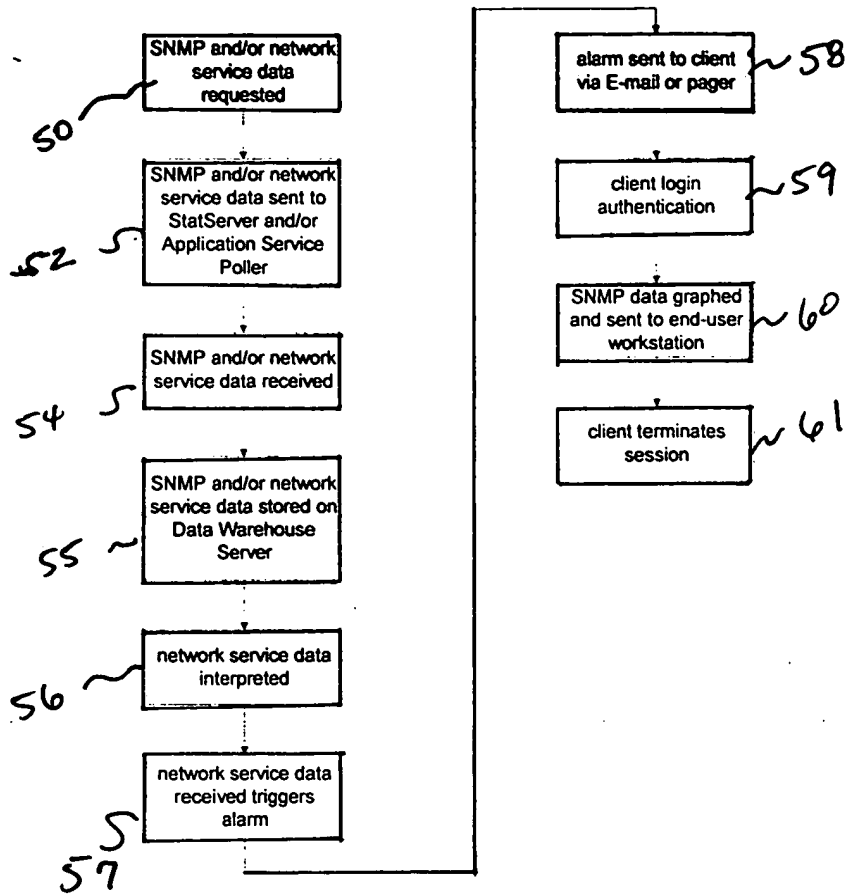 SNMP and/or network
service data
requested
50
SNMP and/or network
service data sent to
StatServer and/or
Application Service
Poller
52
SNMP and/or network
service data received
54
SNMP and/or network
service data stored on
Data Warehouse
Server
55
network service data
interpreted
56
network service data
received triggers
alarm
57
alarm sent to client
via E-mail or pager
58
client login
authentication
59
SNMP data graphed
and sent to end-user
workstation
60
client terminates
session
61